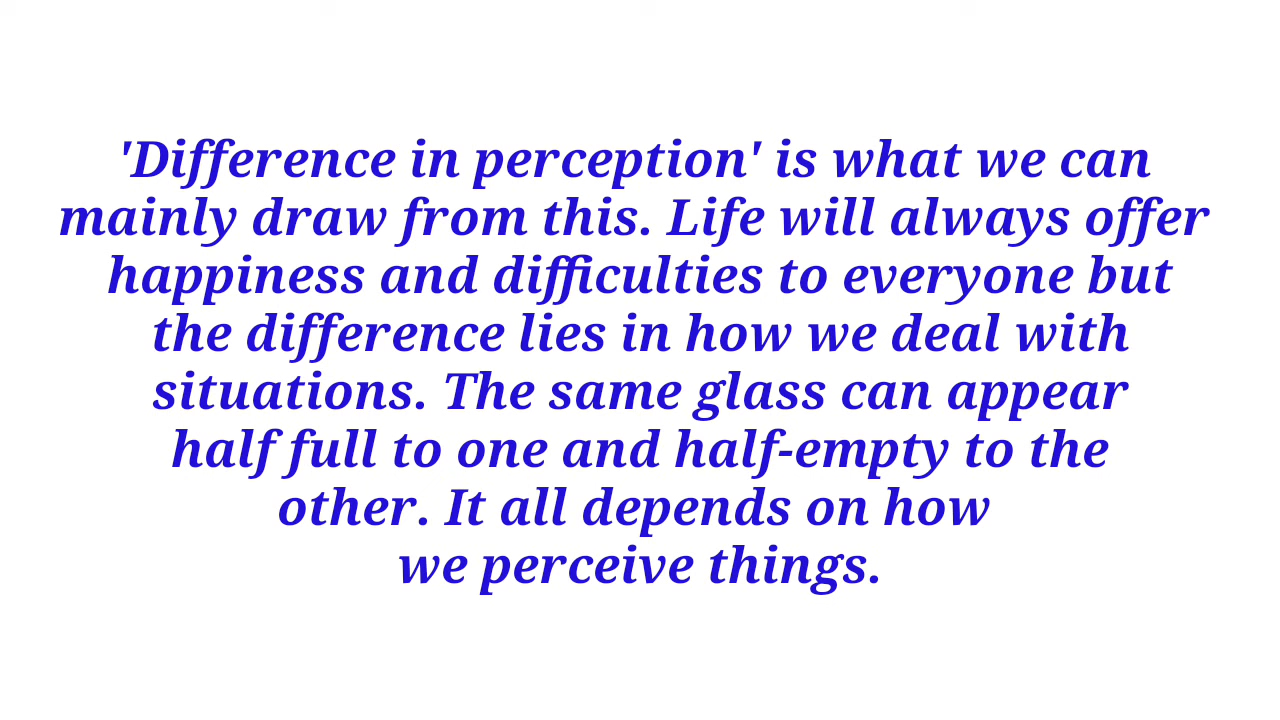 'Difference in perception' is what we can
mainly draw from this. Life will always offer
happiness and difficulties to everyone but
the difference lies in how we deal with
situations. The same glass can appear
half full to one and half-empty to the
other. It all depends on how
we perceive things.